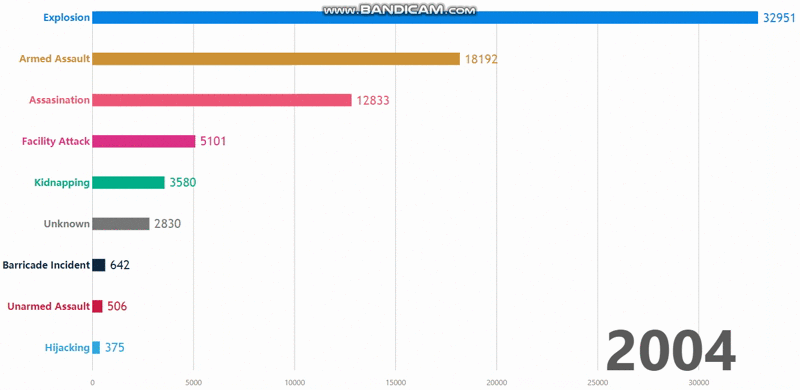 www.BANDICAM.com
Explosion 32951
Armed Assault 18192
Assasination 12833
Facility Attack 5101
Kidnapping 3580
Unknown 2830
Barricade Incident 642
Unarmed Assault 506
Hijacking 375
2004
0 5000 10000 15000 20000 25000 30000